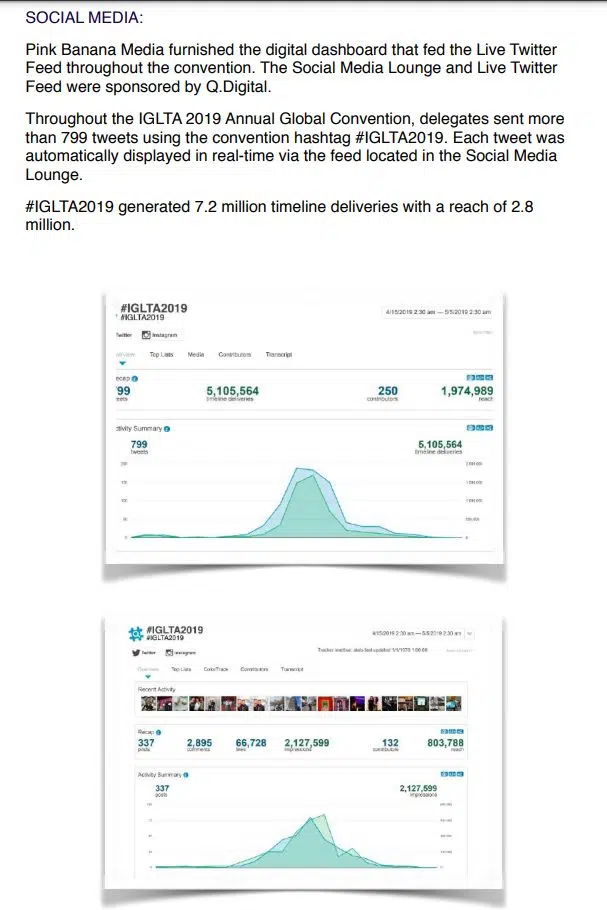 SOCIAL MEDIA:
Pink Banana Media furnished the digital dashboard that fed the Live Twitter
Feed throughout the convention. The Social Media Lounge and Live Twitter
Feed were sponsored by Q.Digital.
Throughout the IGLTA 2019 Annual Global Convention, delegates sent more
than 799 tweets using the convention hashtag #IGLTA2019. Each tweet was
automatically displayed in real-time via the feed located in the Social Media
Lounge.
#IGLTA2019 generated 7.2 million timeline deliveries with a reach of 2.8
million.
#IGLTA2019
#IGLTA2019
4/15/2019 2:30 am — 5/5/2019 2:30 am
Twitter Instagram
Top Lists Media Contributors Transcript
99 5,105,564 250 1,974,989
timeline deliveries contributors reach
Activity Summary
799 5,105,564
tweets timeline deliveries
#IGLTA2019
#IGLTA2019
4/15/2019 2:30 am — 5/5/2019 2:30 am
Twitter Instagram
Overview Top Lists Contributors Transcript
Recent Activity
Recap
337 2,895 66,728 2,127,599 132 803,788
posts comments likes impressions contributors reach
Activity Summary
337 2,127,599
posts impressions